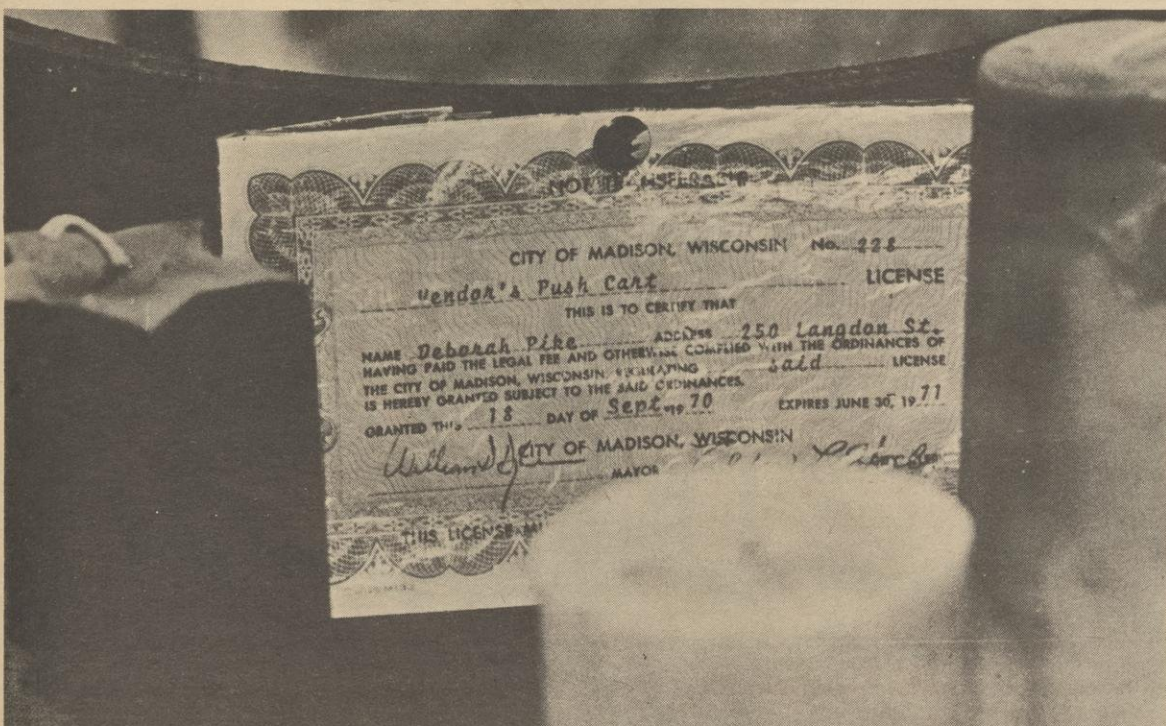 NOT TRANSFERABLE
CITY OF MADISON, WISCONSIN No. 228
Vendor's Push Cart LICENSE
THIS IS TO CERTIFY THAT
NAME Deborah Pike ADDRESS 250 Langdon St.
HAVING PAID THE LEGAL FEE AND OTHERWISE COMPLIED WITH THE ORDINANCES OF
THE CITY OF MADISON, WISCONSIN, REGULATING said LICENSE
IS HEREBY GRANTED SUBJECT TO THE SAID ORDINANCES.
GRANTED THIS 18 DAY OF Sept 19 70 EXPIRES JUNE 30, 19 71
CITY OF MADISON, WISCONSIN
William
MAYOR
THIS LICENSE